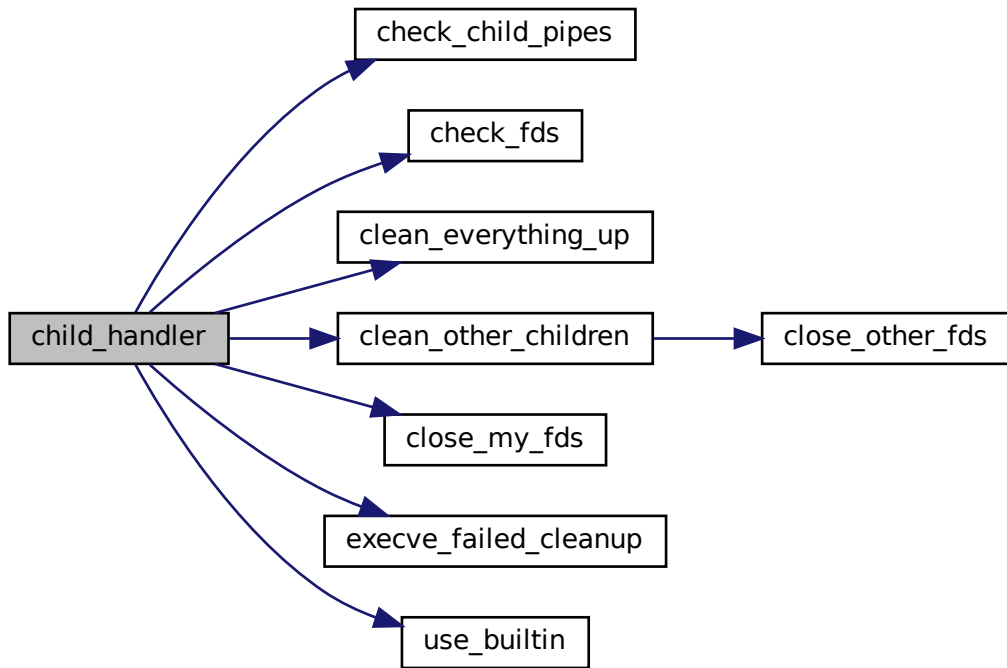 check_child_pipes
check_fds
clean_everything_up
child_handler
clean_other_children
close_other_fds
close_my_fds
execve_failed_cleanup
use_builtin